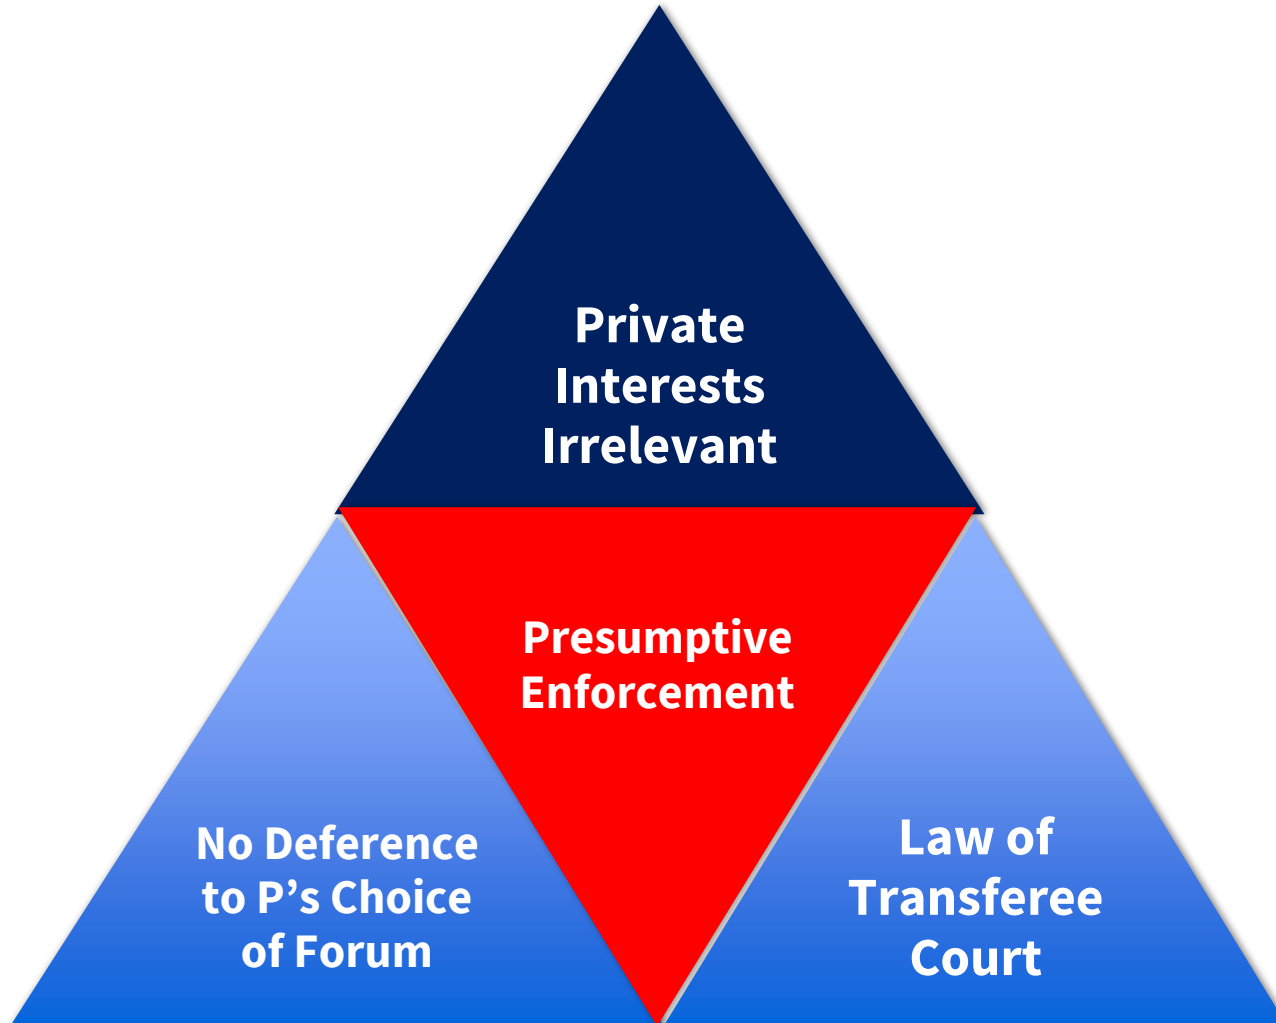 Private
Interests
Irrelevant
Presumptive
Enforcement
No Deference
to P’s Choice
of Forum
Law of
Transferee
Court